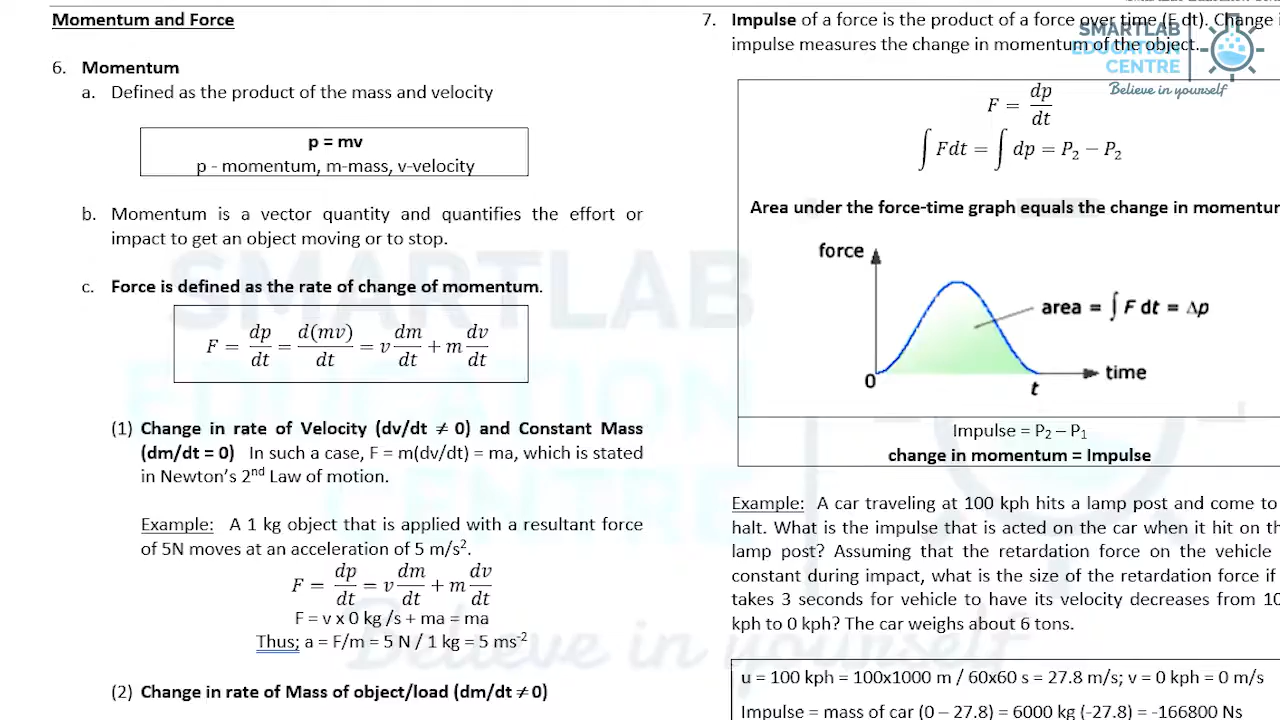 Momentum and Force
6. Momentum
a. Defined as the product of the mass and velocity
p = mv
p - momentum, m-mass, v-velocity
b. Momentum is a vector quantity and quantifies the effort or
impact to get an object moving or to stop.
c. Force is defined as the rate of change of momentum.
F = dp/dt = d(mv)/dt = v dm/dt + m dv/dt
(1) Change in rate of Velocity (dv/dt ≠ 0) and Constant Mass
(dm/dt = 0) In such a case, F = m(dv/dt) = ma, which is stated
in Newton's 2nd Law of motion.
Example: A 1 kg object that is applied with a resultant force
of 5N moves at an acceleration of 5 m/s².
F = dp/dt = v dm/dt + m dv/dt
F = v x 0 kg /s + ma = ma
Thus; a = F/m = 5 N / 1 kg = 5 ms⁻²
(2) Change in rate of Mass of object/load (dm/dt ≠ 0)
7. Impulse of a force is the product of a force over time (F dt). Change
impulse measures the change in momentum of the object.
F = dp/dt
∫ Fdt = ∫ dp = P₂ − P₂
Area under the force-time graph equals the change in momentum
force
area = ∫ F dt = Δp
0
t
time
Impulse = P₂ – P₁
change in momentum = Impulse
Example: A car traveling at 100 kph hits a lamp post and come to
halt. What is the impulse that is acted on the car when it hit on th
lamp post? Assuming that the retardation force on the vehicle
constant during impact, what is the size of the retardation force if
takes 3 seconds for vehicle to have its velocity decreases from 10
kph to 0 kph? The car weighs about 6 tons.
u = 100 kph = 100x1000 m / 60x60 s = 27.8 m/s; v = 0 kph = 0 m/s
Impulse = mass of car (0 – 27.8) = 6000 kg (-27.8) = -166800 Ns
SMARTLAB
EDUCATION
CENTRE
Believe in yourself
SMARTLAB
EDUCATION
CENTRE
Believe in yourself